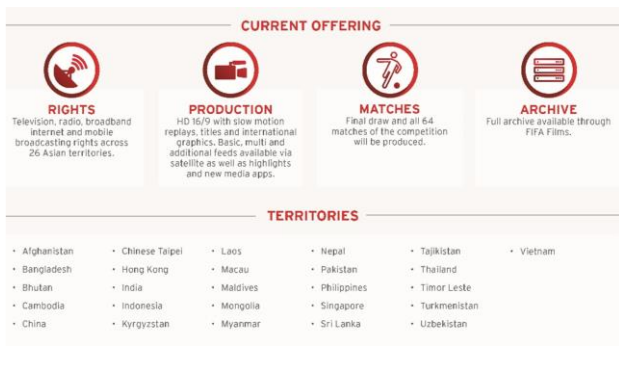 CURRENT OFFERING
RIGHTS
Television, radio, broadband
internet and mobile
broadcasting rights across
26 Asian territories.
PRODUCTION
HD 16/9 with slow motion
replays, titles and international
graphics. Basic, multi and
additional feeds available via
satellite as well as highlights
and new media apps.
MATCHES
Final draw and all 64
matches of the competition
will be produced.
ARCHIVE
Full archive available through
FIFA Films.
TERRITORIES
• Afghanistan
• Bangladesh
• Bhutan
• Cambodia
• China
• Chinese Taipei
• Hong Kong
• India
• Indonesia
• Kyrgyzstan
• Laos
• Macau
• Maldives
• Mongolia
• Myanmar
• Nepal
• Pakistan
• Philippines
• Singapore
• Sri Lanka
• Tajikistan
• Thailand
• Timor Leste
• Turkmenistan
• Uzbekistan
• Vietnam